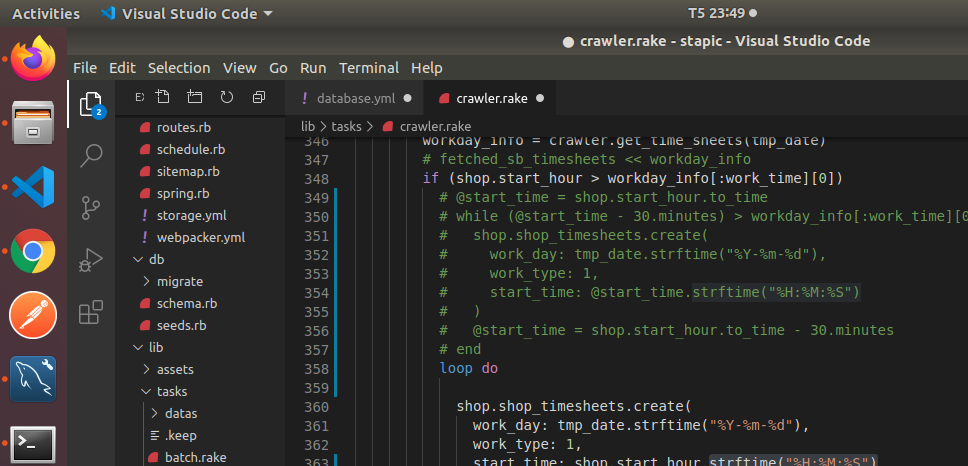 Activities Visual Studio Code T5 23:49
crawler.rake - stapic - Visual Studio Code
File Edit Selection View Go Run Terminal Help
2
database.yml crawler.rake
routes.rb
schedule.rb
sitemap.rb
spring.rb
storage.yml
webpacker.yml
db
migrate
schema.rb
seeds.rb
lib
assets
tasks
datas
.keep
batch.rake
lib > tasks > crawler.rake
346 workday_info = crawler.get_time_sheets(tmp_date)
347 # fetched_sb_timesheets << workday_info
348 if (shop.start_hour > workday_info[:work_time][0])
349 # @start_time = shop.start_hour.to_time
350 # while (@start_time - 30.minutes) > workday_info[:work_time][0
351 # shop.shop_timesheets.create(
352 # work_day: tmp_date.strftime("%Y-%m-%d"),
353 # work_type: 1,
354 # start_time: @start_time.strftime("%H:%M:%S")
355 # )
356 # @start_time = shop.start_hour.to_time - 30.minutes
357 # end
358 loop do
359
360 shop.shop_timesheets.create(
361 work_day: tmp_date.strftime("%Y-%m-%d"),
362 work_type: 1,
363 start_time: shop.start_hour.strftime("%H:%M:%S")